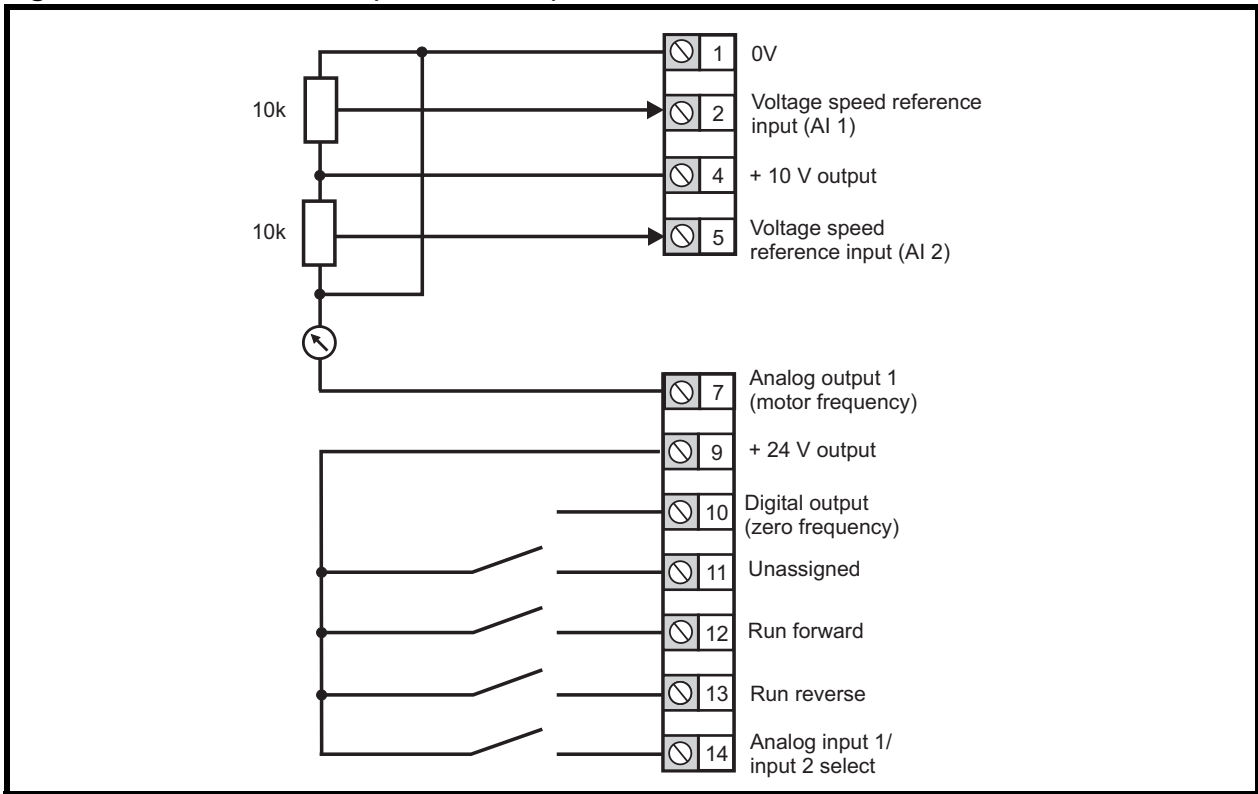 1 0V
10k
2 Voltage speed reference
input (AI 1)
4 + 10 V output
10k
5 Voltage speed
reference input (AI 2)
7 Analog output 1
(motor frequency)
9 + 24 V output
10 Digital output
(zero frequency)
11 Unassigned
12 Run forward
13 Run reverse
14 Analog input 1/
input 2 select